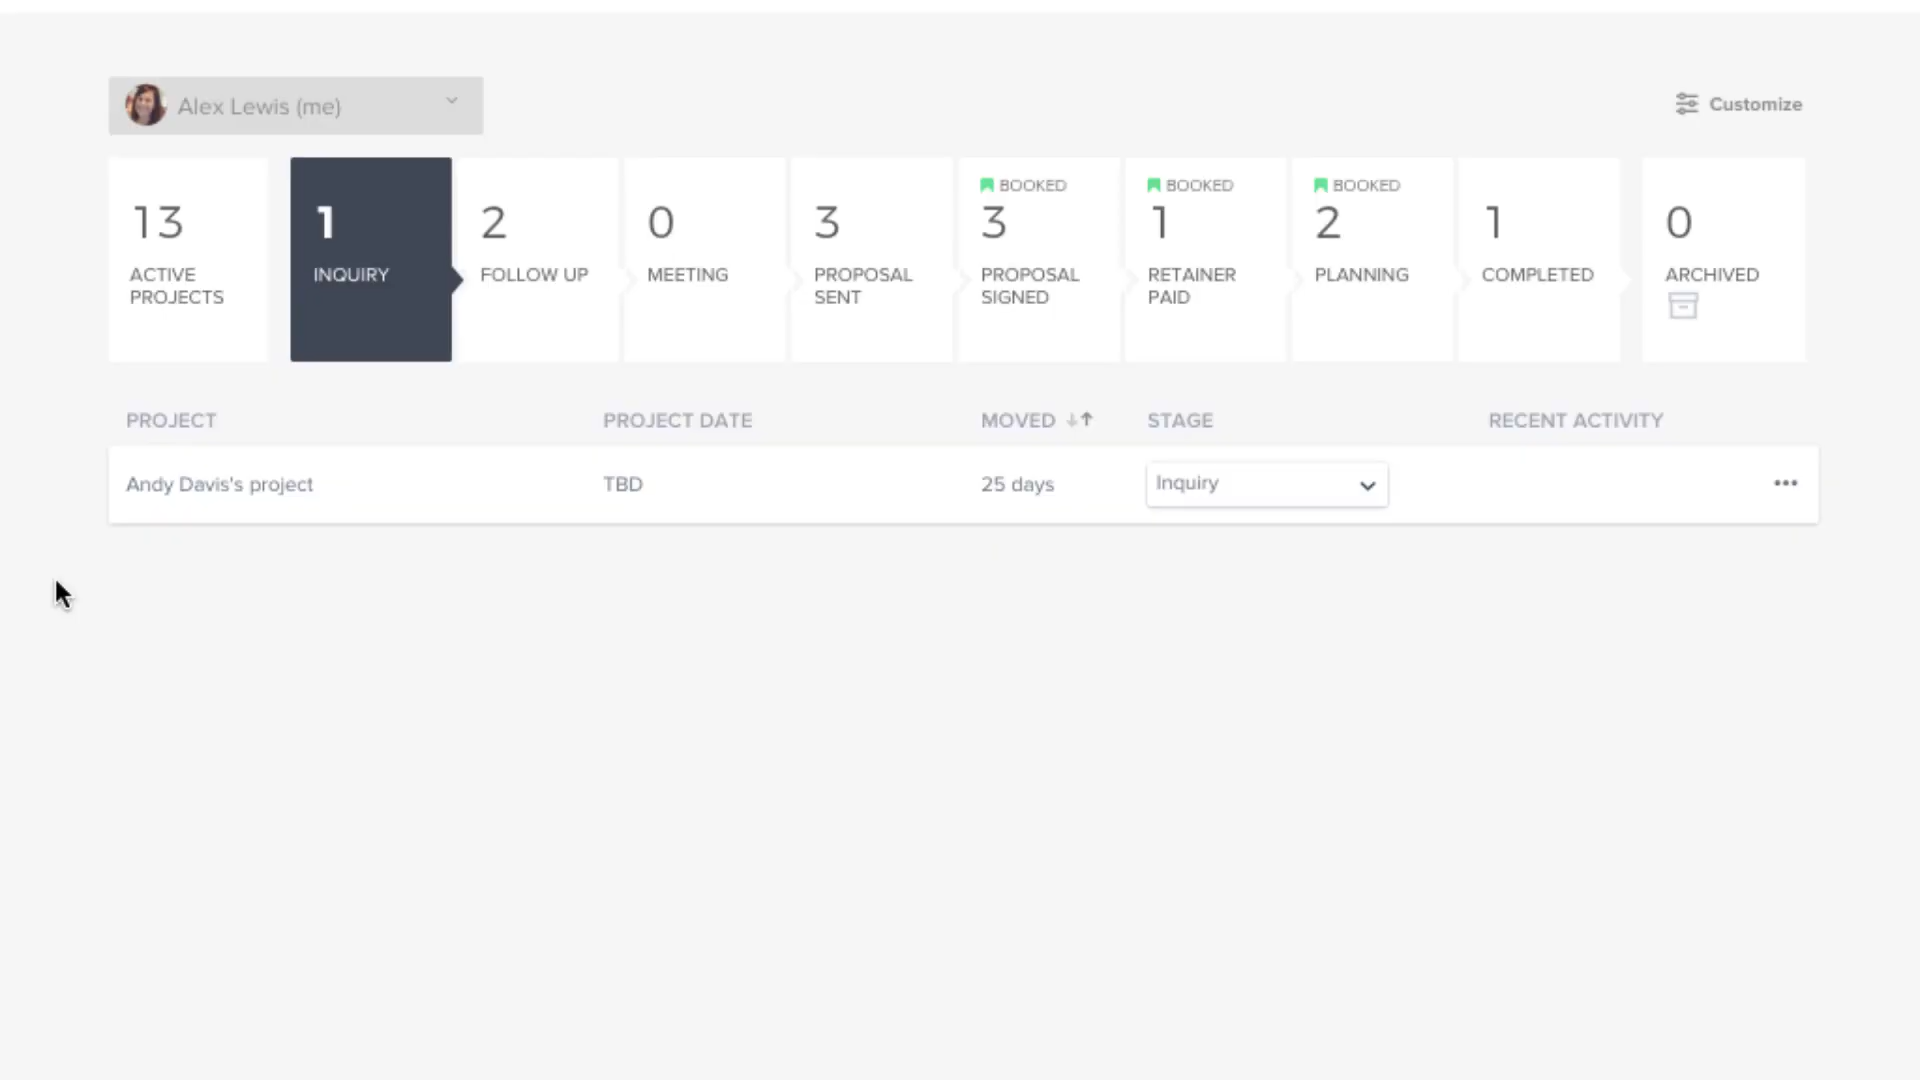 Alex Lewis (me)
Customize
13
ACTIVE
PROJECTS
1
INQUIRY
2
FOLLOW UP
0
MEETING
3
PROPOSAL
SENT
BOOKED
3
PROPOSAL
SIGNED
BOOKED
1
RETAINER
PAID
BOOKED
2
PLANNING
1
COMPLETED
0
ARCHIVED
PROJECT PROJECT DATE MOVED STAGE RECENT ACTIVITY
Andy Davis's project TBD 25 days Inquiry